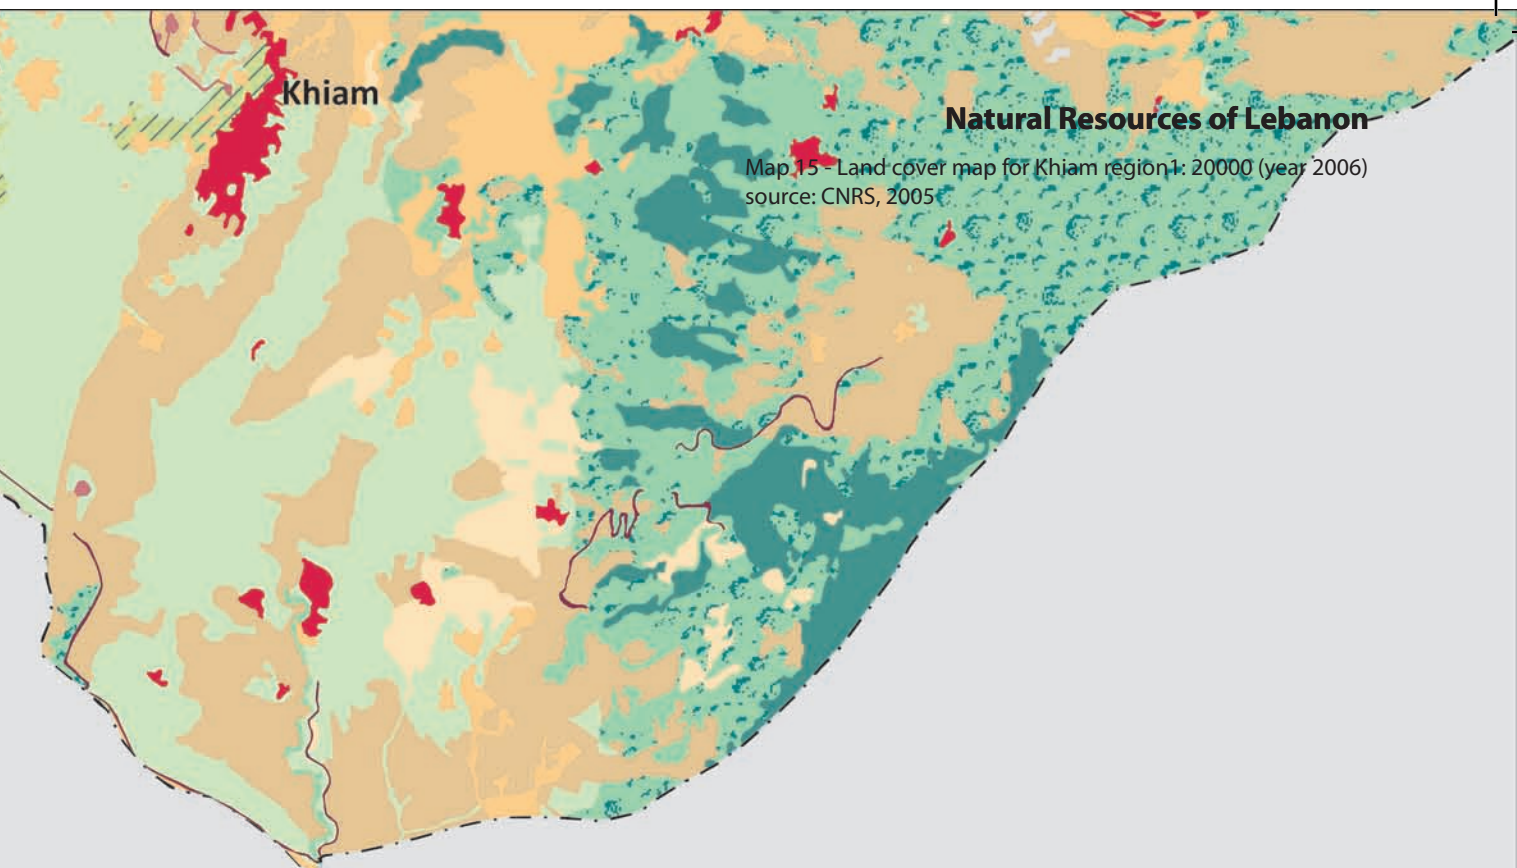 Khiam
Natural Resources of Lebanon
Map 15 - Land cover map for Khiam region1: 20000 (year 2006)
source: CNRS, 2005